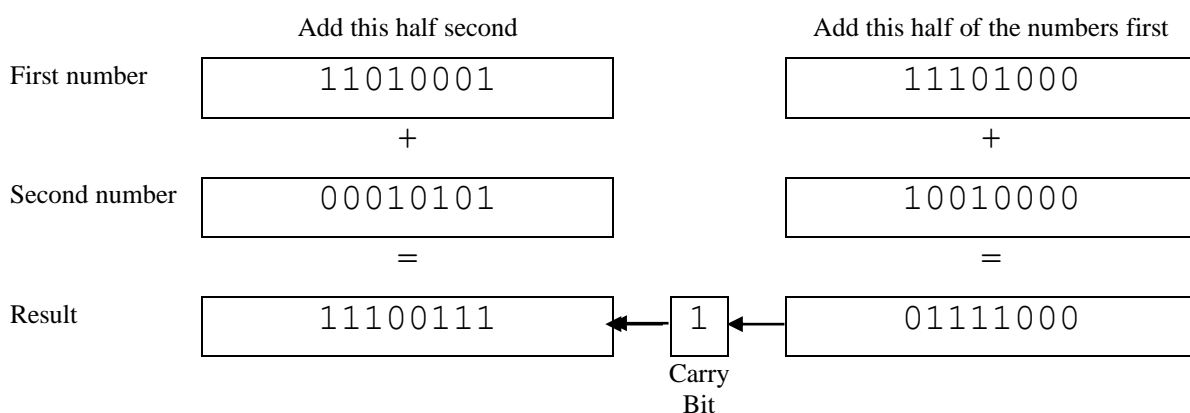 Add this half second
Add this half of the numbers first
First number
11010001
11101000
+
+
Second number
00010101
10010000
=
=
Result
11100111
1
01111000
Carry
Bit